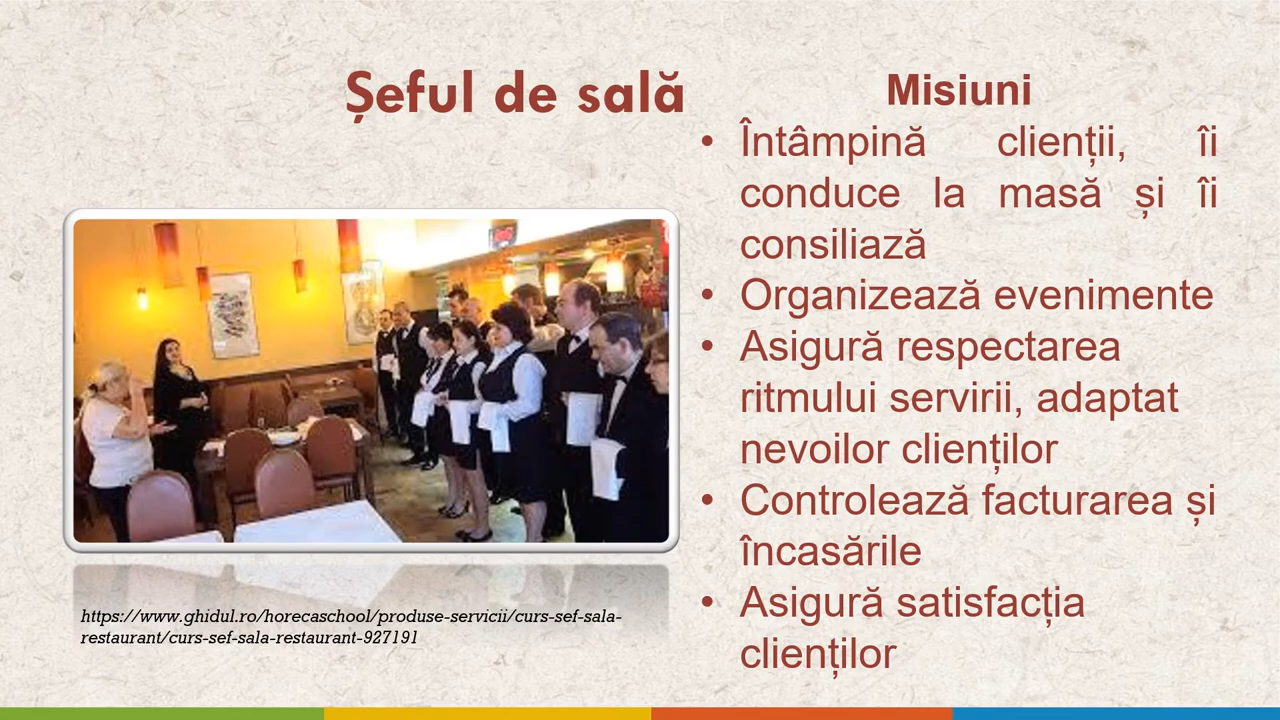 Șeful de sală
Misiuni
• Întâmpină clienții, îi
conduce la masă și îi
consiliază
• Organizează evenimente
• Asigură respectarea
ritmului servirii, adaptat
nevoilor clienților
• Controlează facturarea și
încasările
• Asigură satisfacția
clienților
https://www.ghidul.ro/horecaschool/produse-servicii/curs-sef-sala-
restaurant/curs-sef-sala-restaurant-927191